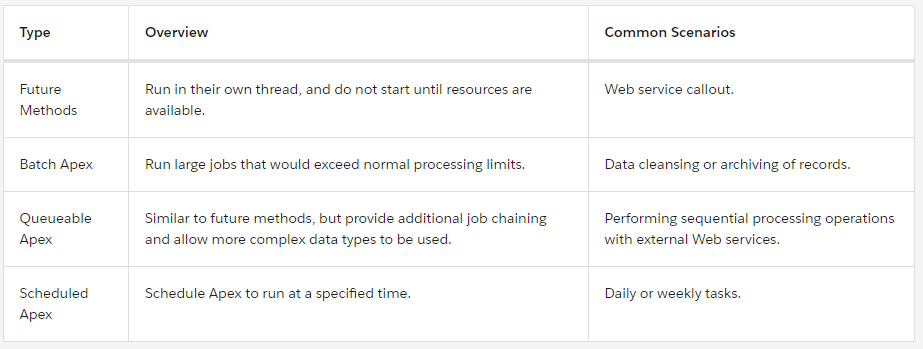 Type
Overview
Common Scenarios
Future
Methods
Run in their own thread, and do not start until resources are
available.
Web service callout.
Batch Apex
Run large jobs that would exceed normal processing limits.
Data cleansing or archiving of records.
Queueable
Apex
Similar to future methods, but provide additional job chaining
and allow more complex data types to be used.
Performing sequential processing operations
with external Web services.
Scheduled
Apex
Schedule Apex to run at a specified time.
Daily or weekly tasks.